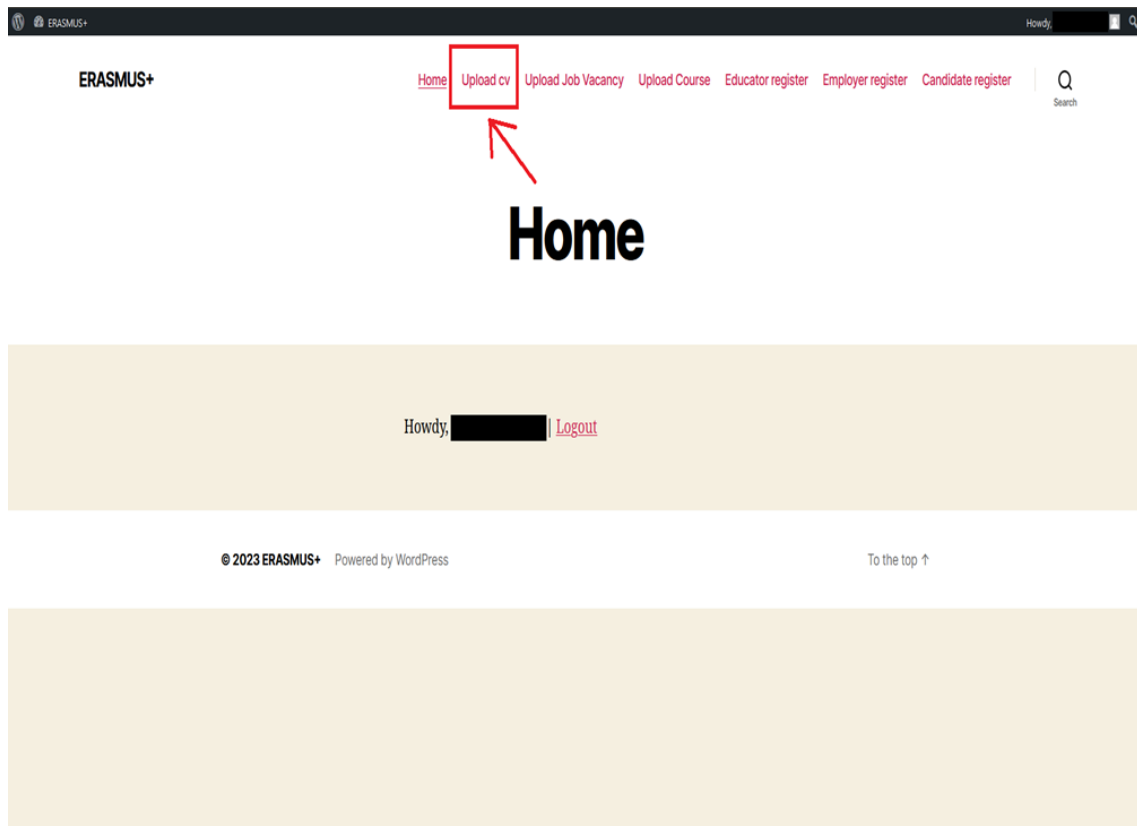 ERASMUS+ Howdy,
ERASMUS+ Home Upload cv Upload Job Vacancy Upload Course Educator register Employer register Candidate register
Search
Home
Howdy, | Logout
© 2023 ERASMUS+ Powered by WordPress To the top ↑